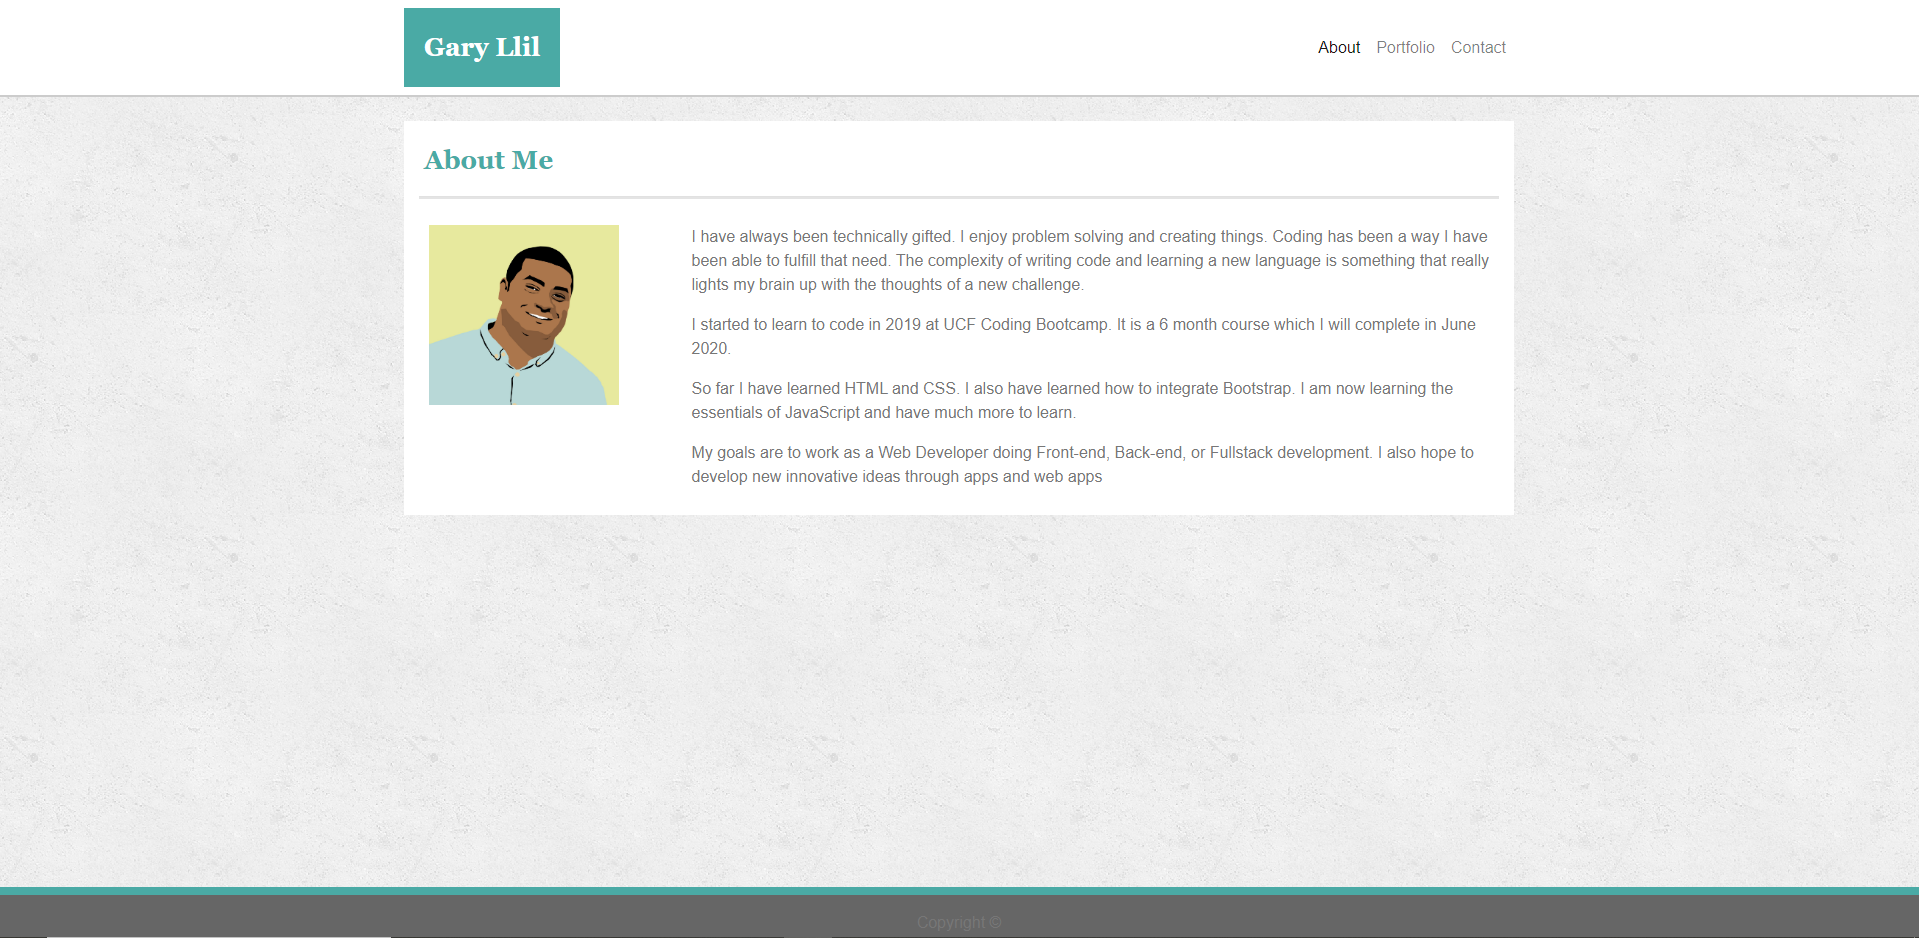 Gary Llil
About Portfolio Contact
About Me
I have always been technically gifted. I enjoy problem solving and creating things. Coding has been a way I have
been able to fulfill that need. The complexity of writing code and learning a new language is something that really
lights my brain up with the thoughts of a new challenge.
I started to learn to code in 2019 at UCF Coding Bootcamp. It is a 6 month course which I will complete in June
2020.
So far I have learned HTML and CSS. I also have learned how to integrate Bootstrap. I am now learning the
essentials of JavaScript and have much more to learn.
My goals are to work as a Web Developer doing Front-end, Back-end, or Fullstack development. I also hope to
develop new innovative ideas through apps and web apps
Copyright ©